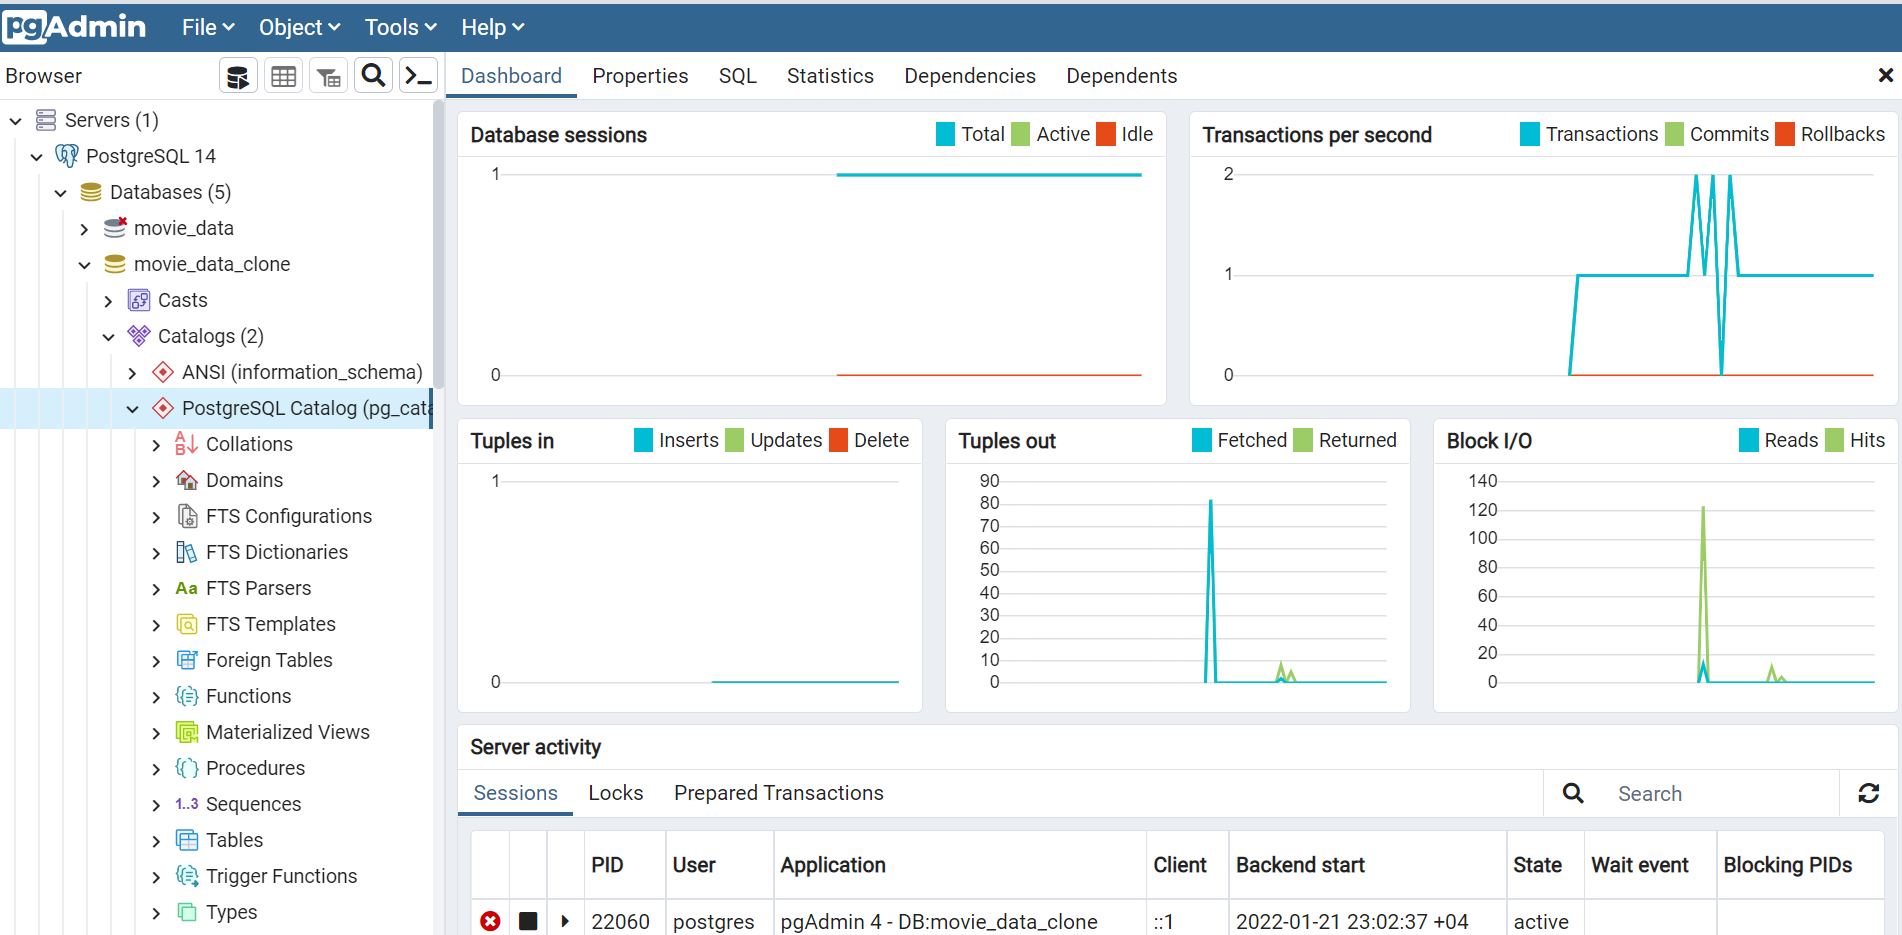 pgAdmin File Object Tools Help
Browser
Dashboard Properties SQL Statistics Dependencies Dependents
Servers (1)
PostgreSQL 14
Databases (5)
movie_data
movie_data_clone
Casts
Catalogs (2)
ANSI (information_schema)
PostgreSQL Catalog (pg_cata
Collations
Domains
FTS Configurations
FTS Dictionaries
Aa FTS Parsers
FTS Templates
Foreign Tables
Functions
Materialized Views
Procedures
1..3 Sequences
Tables
Trigger Functions
Types
Database sessions Total Active Idle
1
0
Transactions per second Transactions Commits Rollbacks
2
1
0
Tuples in Inserts Updates Delete
1
0
Tuples out Fetched Returned
90
80
70
60
50
40
30
20
10
0
Block I/O Reads Hits
140
120
100
80
60
40
20
0
Server activity
Sessions Locks Prepared Transactions Search
PID User Application Client Backend start State Wait event Blocking PIDs
22060 postgres pgAdmin 4 - DB:movie_data_clone ::1 2022-01-21 23:02:37 +04 active